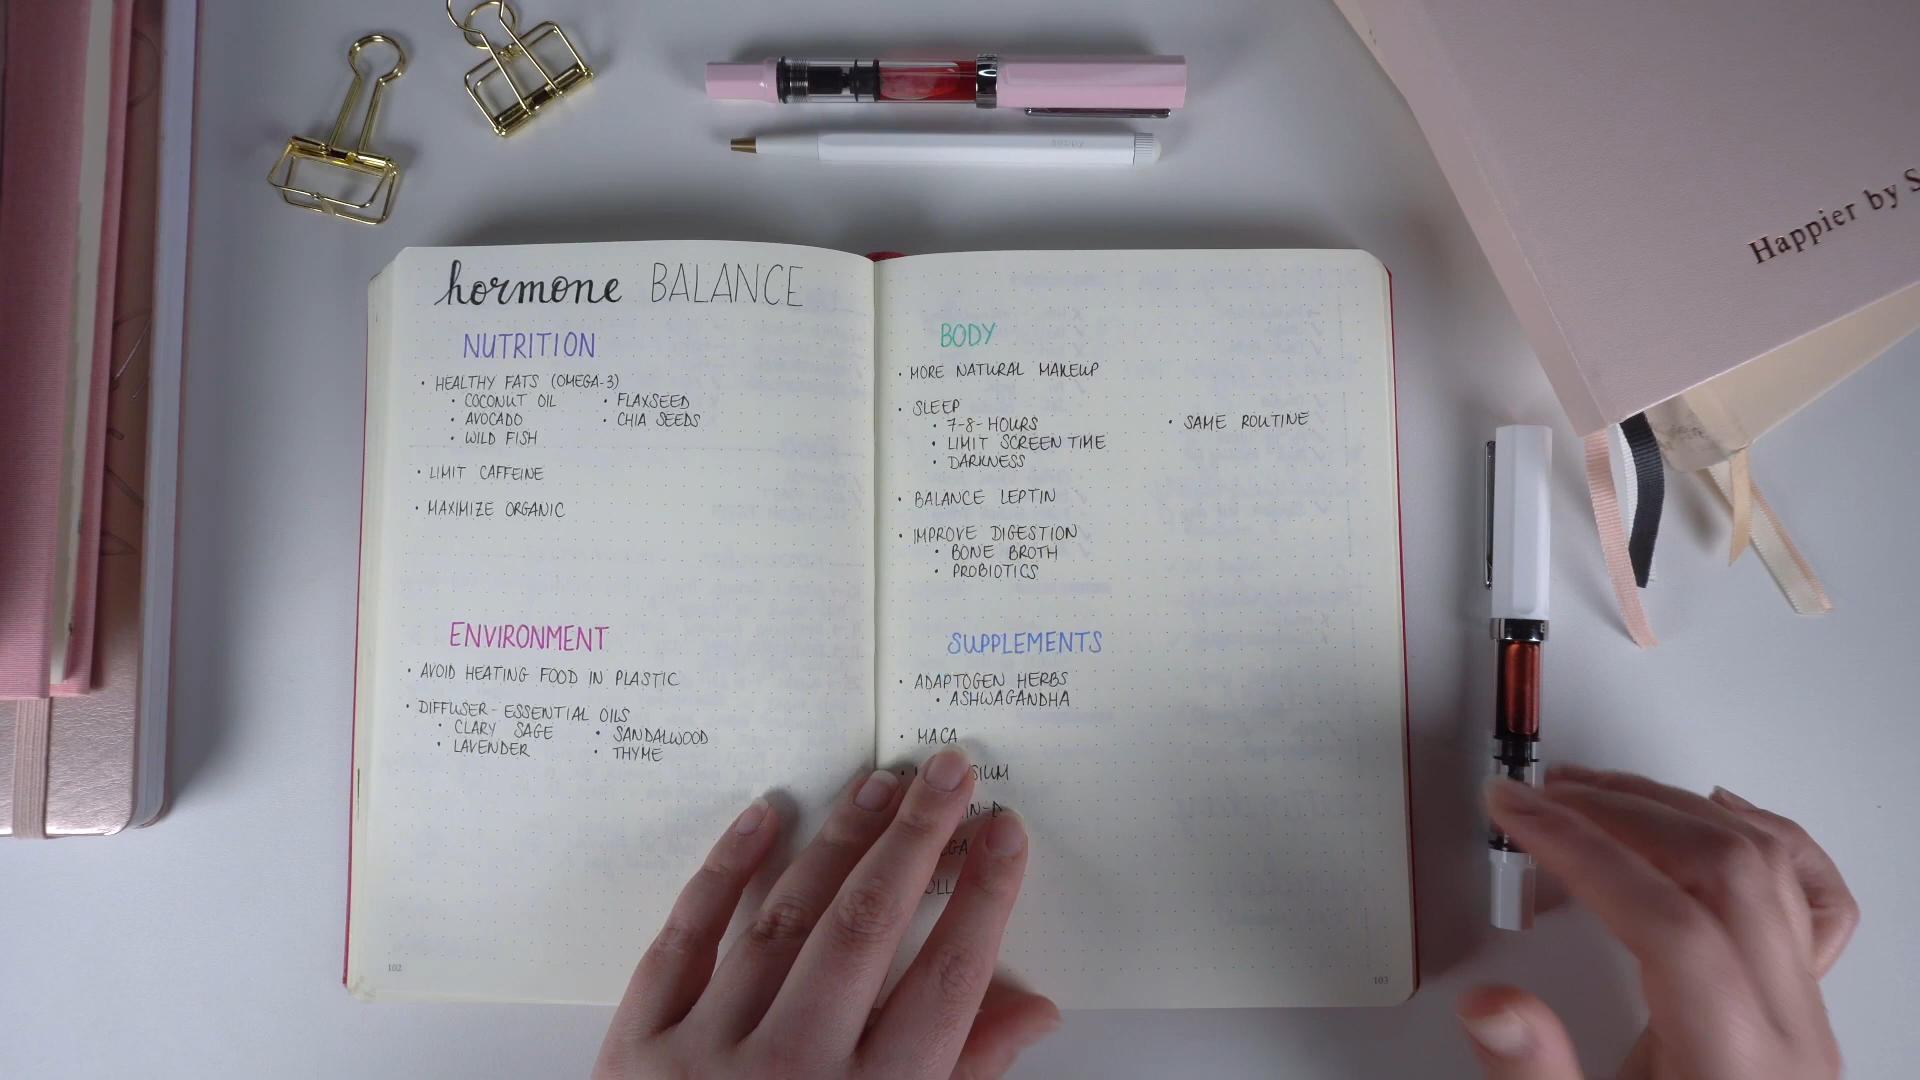 hormone BALANCE
NUTRITION
• HEALTHY FATS (OMEGA-3)
• COCONUT OIL
• AVOCADO
• WILD FISH
• FLAXSEED
• CHIA SEEDS
• LIMIT CAFFEINE
• MAXIMIZE ORGANIC
ENVIRONMENT
• AVOID HEATING FOOD IN PLASTIC
• DIFFUSER - ESSENTIAL OILS
• CLARY SAGE
• LAVENDER
• SANDALWOOD
• THYME
102
BODY
• MORE NATURAL MAKEUP
• SLEEP
• 7-8-HOURS
• LIMIT SCREEN TIME
• DARKNESS
• SAME ROUTINE
• BALANCE LEPTIN
• IMPROVE DIGESTION
• BONE BROTH
• PROBIOTICS
SUPPLEMENTS
• ADAPTOGEN HERBS
• ASHWAGANDHA
• MACA
103
Happier by